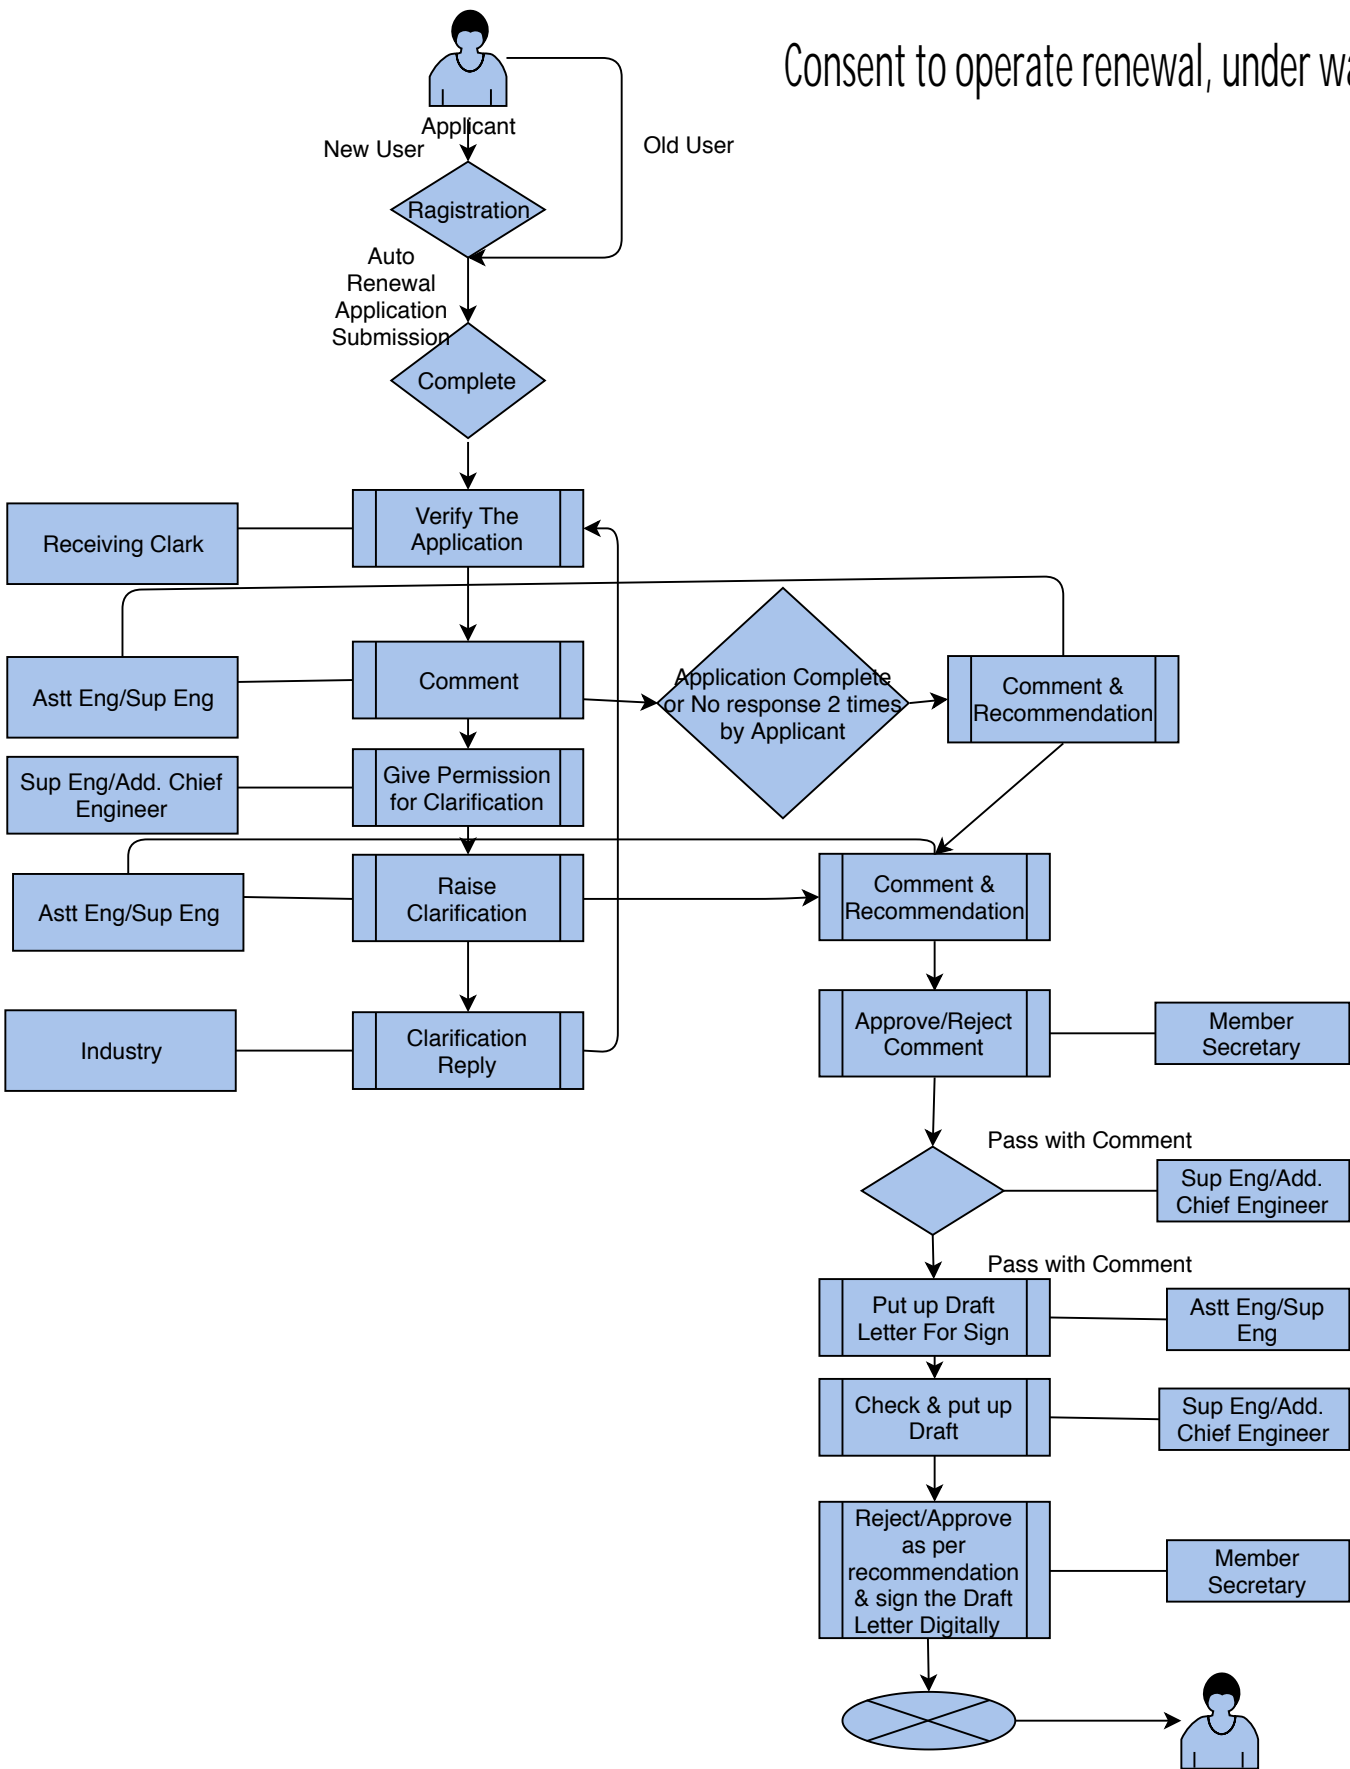 Consent to operate renewal, under wa
Applicant
New User
Old User
Ragistration
Auto
Renewal
Application
Submission
Complete
Receiving Clark
Verify The
Application
Astt Eng/Sup Eng
Comment
Application Complete
or No response 2 times
by Applicant
Comment &
Recommendation
Sup Eng/Add. Chief
Engineer
Give Permission
for Clarification
Astt Eng/Sup Eng
Raise
Clarification
Comment &
Recommendation
Industry
Clarification
Reply
Approve/Reject
Comment
Member
Secretary
Pass with Comment
Sup Eng/Add.
Chief Engineer
Pass with Comment
Put up Draft
Letter For Sign
Astt Eng/Sup
Eng
Check & put up
Draft
Sup Eng/Add.
Chief Engineer
Reject/Approve
as per
recommendation
& sign the Draft
Letter Digitally
Member
Secretary